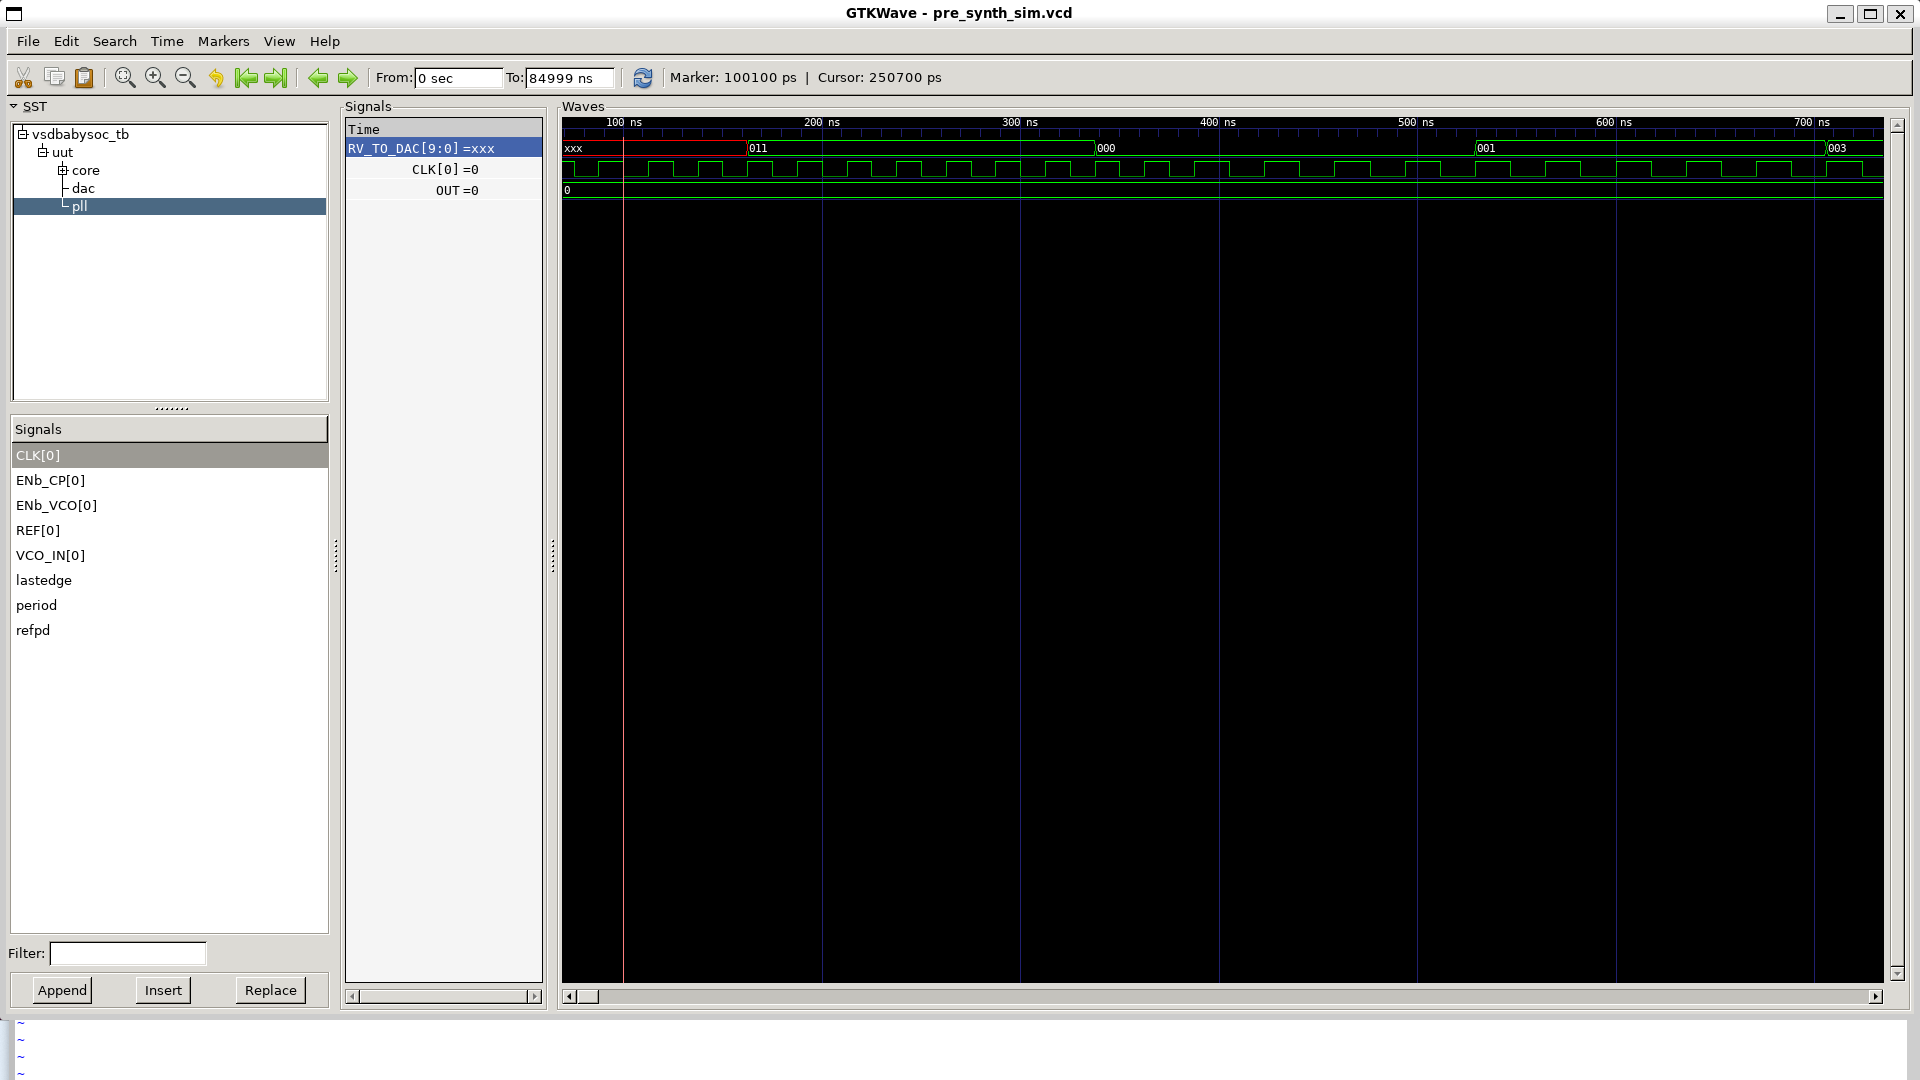 GTKWave - pre_synth_sim.vcd
File Edit Search Time Markers View Help
From: 0 sec To: 84999 ns Marker: 100100 ps | Cursor: 250700 ps
SST
vsdbabysoc_tb
uut
core
dac
pll
Signals
CLK[0]
ENb_CP[0]
ENb_VCO[0]
REF[0]
VCO_IN[0]
lastedge
period
refpd
Filter:
Append Insert Replace
Signals
Time
RV_TO_DAC[9:0] =xxx
CLK[0] =0
OUT =0
Waves
100 ns 200 ns 300 ns 400 ns 500 ns 600 ns 700 ns
xxx 011 000 001 003
0
~
~
~
~